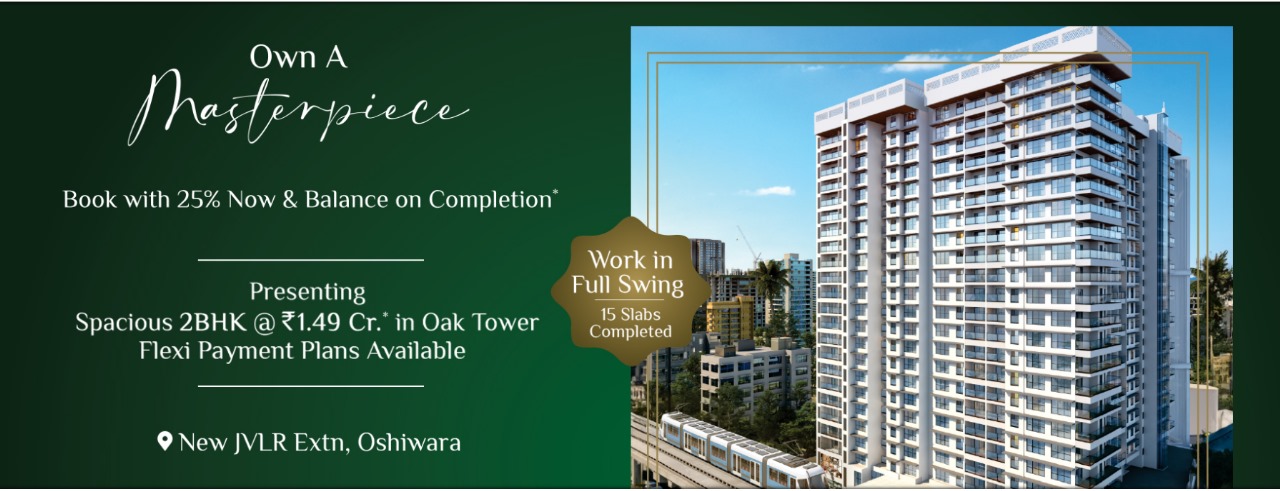 Own A
Masterpiece
Book with 25% Now & Balance on Completion*
Presenting
Spacious 2BHK @ ₹1.49 Cr.* in Oak Tower
Flexi Payment Plans Available
New JVLR Extn, Oshiwara
Work in
Full Swing
15 Slabs
Completed